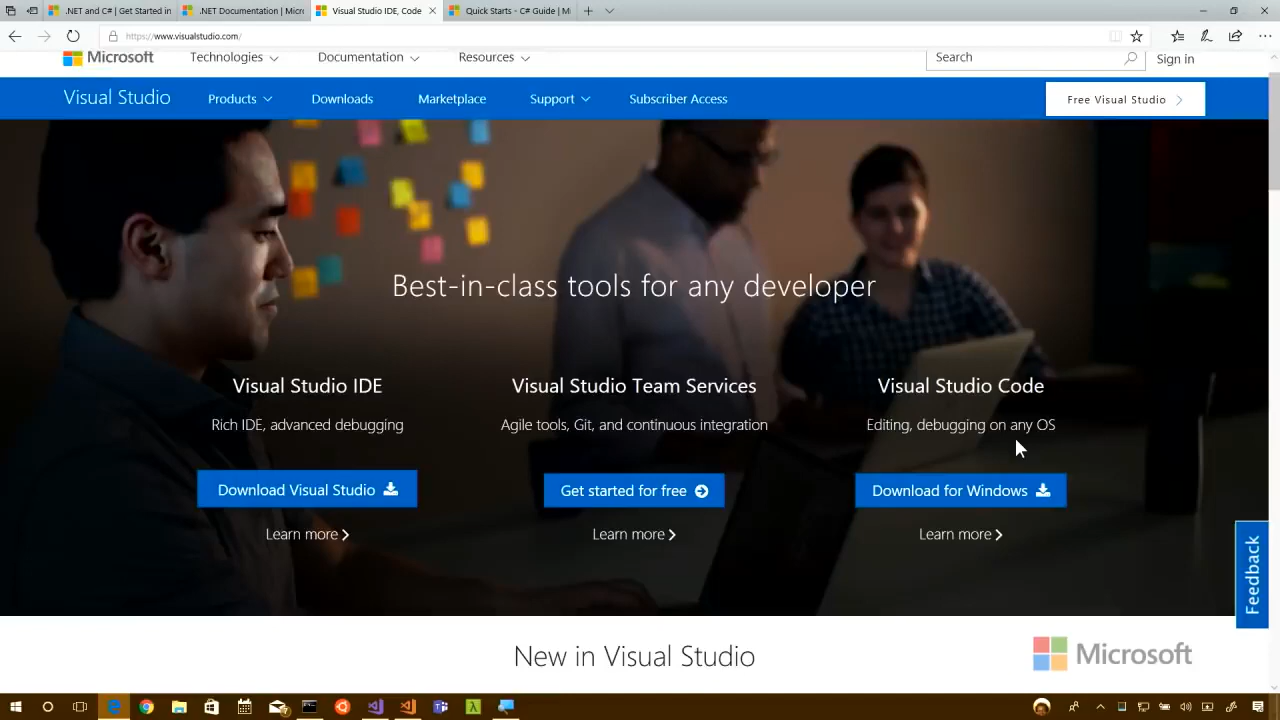 .NET and C# | Get Started in
.NET Documentation | Micr
Visual Studio IDE, Code
Quick Starts - C# Guide | M
https://www.visualstudio.com/
Microsoft
Technologies
Documentation
Resources
Search
Sign in
Visual Studio
Products
Downloads
Marketplace
Support
Subscriber Access
Free Visual Studio
Best-in-class tools for any developer
Visual Studio IDE
Visual Studio Team Services
Visual Studio Code
Rich IDE, advanced debugging
Agile tools, Git, and continuous integration
Editing, debugging on any OS
Download Visual Studio
Get started for free
Download for Windows
Learn more
Learn more
Learn more
Feedback
New in Visual Studio
Microsoft